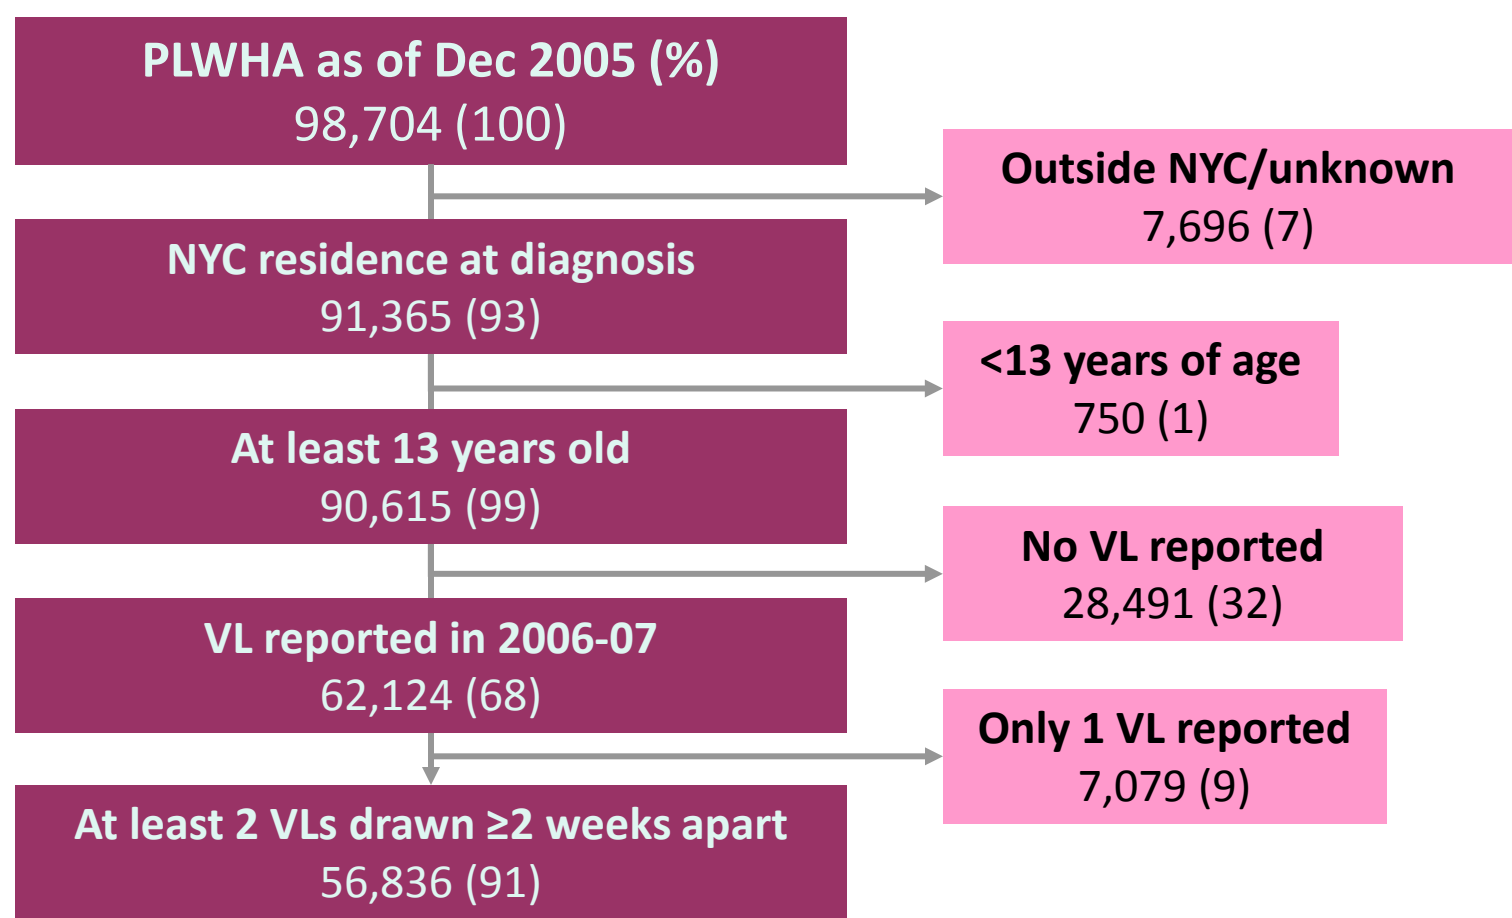 PLWHA as of Dec 2005 (%)
98,704 (100)
Outside NYC/unknown
7,696 (7)
NYC residence at diagnosis
91,365 (93)
<13 years of age
750 (1)
At least 13 years old
90,615 (99)
No VL reported
28,491 (32)
VL reported in 2006-07
62,124 (68)
Only 1 VL reported
7,079 (9)
At least 2 VLs drawn ≥2 weeks apart
56,836 (91)